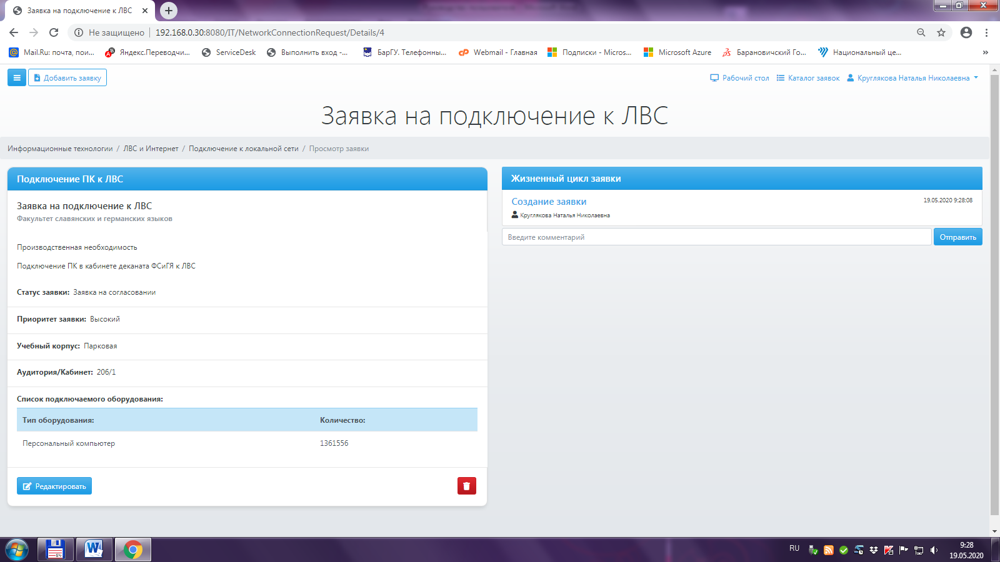 Заявка на подключение к ЛВС
Не защищено
192.168.0.30:8080/IT/NetworkConnectionRequest/Details/4
Mail.Ru: почта, пои...
Яндекс.Переводчи...
ServiceDesk
Выполнить вход -...
БарГУ. Телефонны...
Webmail - Главная
Подписки - Micros...
Microsoft Azure
Барановичский Го...
Национальный це...
»
Добавить заявку
Рабочий стол
Каталог заявок
Круглякова Наталья Николаевна
Заявка на подключение к ЛВС
Информационные технологии / ЛВС и Интернет / Подключение к локальной сети / Просмотр заявки
Подключение ПК к ЛВС
Заявка на подключение к ЛВС
Факультет славянских и германских языков
Производственная необходимость
Подключение ПК в кабинете деканата ФСиГЯ к ЛВС
Статус заявки: Заявка на согласовании
Приоритет заявки: Высокий
Учебный корпус: Парковая
Аудитория/Кабинет: 206/1
Список подключаемого оборудования:
Тип оборудования: Количество:
Персональный компьютер 1361556
Редактировать
Жизненный цикл заявки
Создание заявки
19.05.2020 9:28:08
Круглякова Наталья Николаевна
Введите комментарий
Отправить
64
RU
9:28
19.05.2020